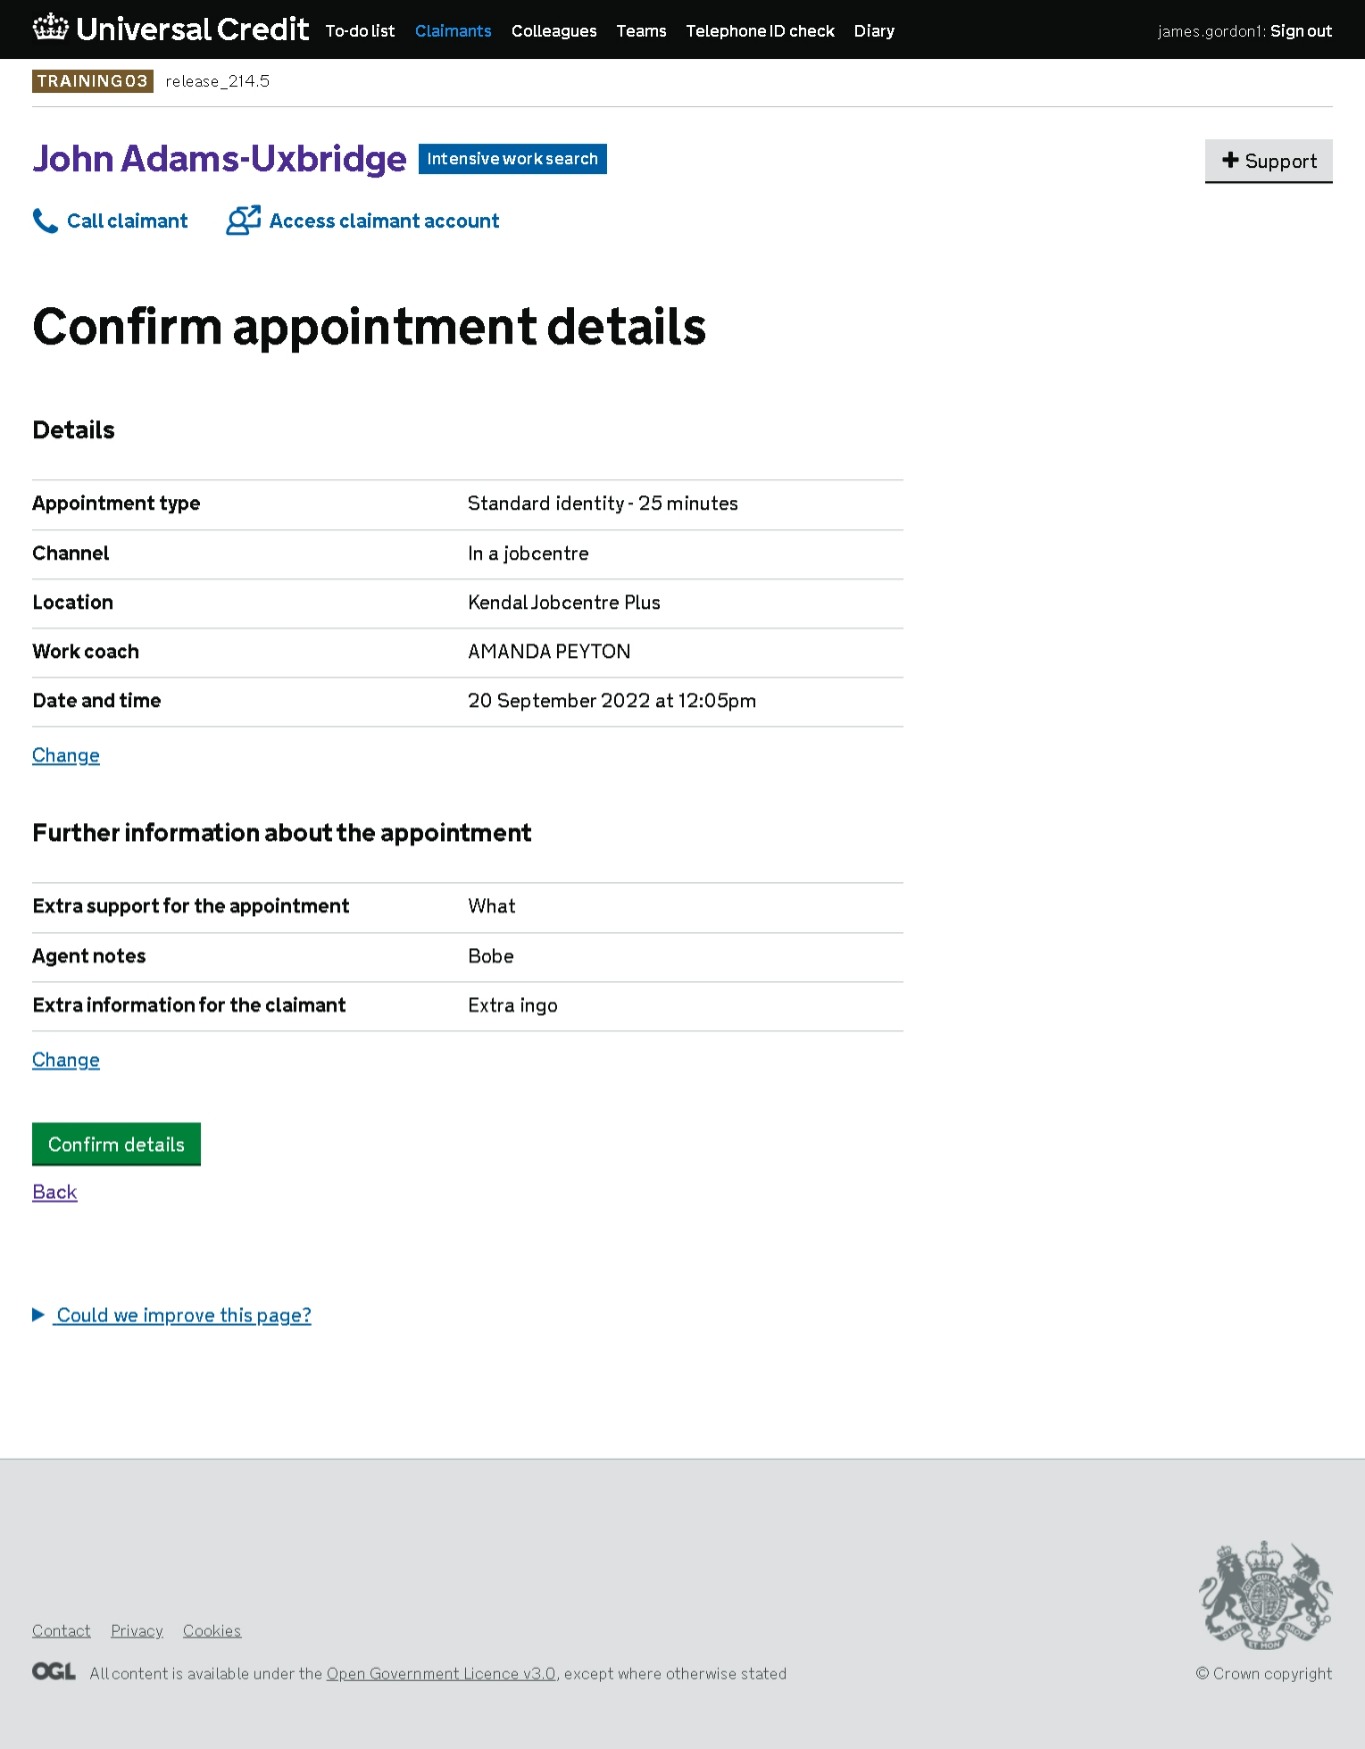 Universal Credit To-do list Claimants Colleagues Teams Telephone ID check Diary james.gordon1: Sign out
TRAINING03 release_214.5
John Adams-Uxbridge Intensive work search + Support
Call claimant Access claimant account
Confirm appointment details
Details
Appointment type Standard identity - 25 minutes
Channel In a jobcentre
Location Kendal Jobcentre Plus
Work coach AMANDA PEYTON
Date and time 20 September 2022 at 12:05pm
Change
Further information about the appointment
Extra support for the appointment What
Agent notes Bobe
Extra information for the claimant Extra ingo
Change
Confirm details
Back
Could we improve this page?
Contact Privacy Cookies
OGL All content is available under the Open Government Licence v3.0, except where otherwise stated
DIEU ET MON DROIT
© Crown copyright